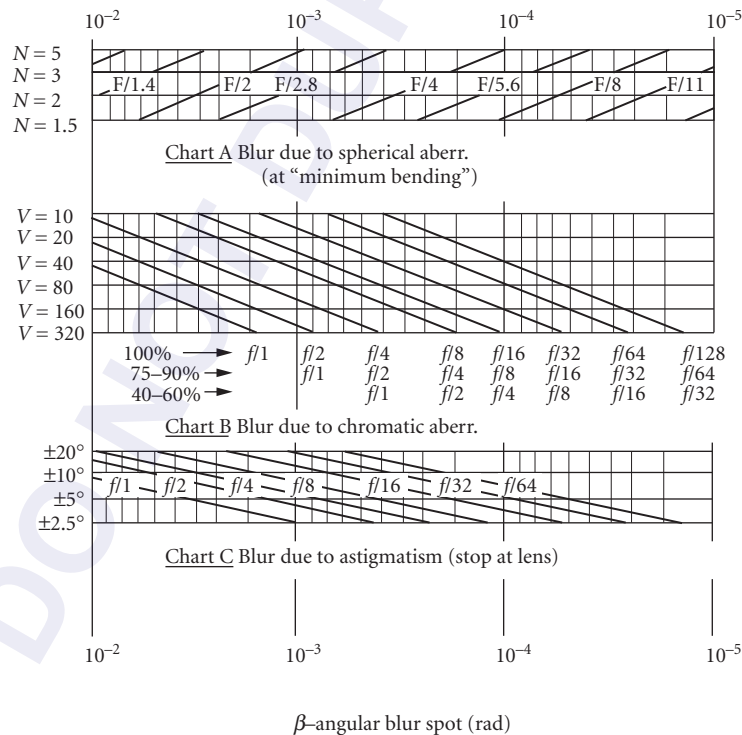 10⁻² 10⁻³ 10⁻⁴ 10⁻⁵
N = 5
N = 3
F/1.4 F/2 F/2.8 F/4 F/5.6 F/8 F/11
N = 2
N = 1.5
Chart A Blur due to spherical aberr.
(at “minimum bending”)
V = 10
V = 20
V = 40
V = 80
V = 160
V = 320
100% f/1 f/2 f/4 f/8 f/16 f/32 f/64 f/128
75–90% f/1 f/2 f/4 f/8 f/16 f/32 f/64
40–60% f/1 f/2 f/4 f/8 f/16 f/32
Chart B Blur due to chromatic aberr.
±20°
±10°
f/1 f/2 f/4 f/8 f/16 f/32 f/64
±5°
±2.5°
Chart C Blur due to astigmatism (stop at lens)
10⁻² 10⁻³ 10⁻⁴ 10⁻⁵
β–angular blur spot (rad)
DO NOT DUP